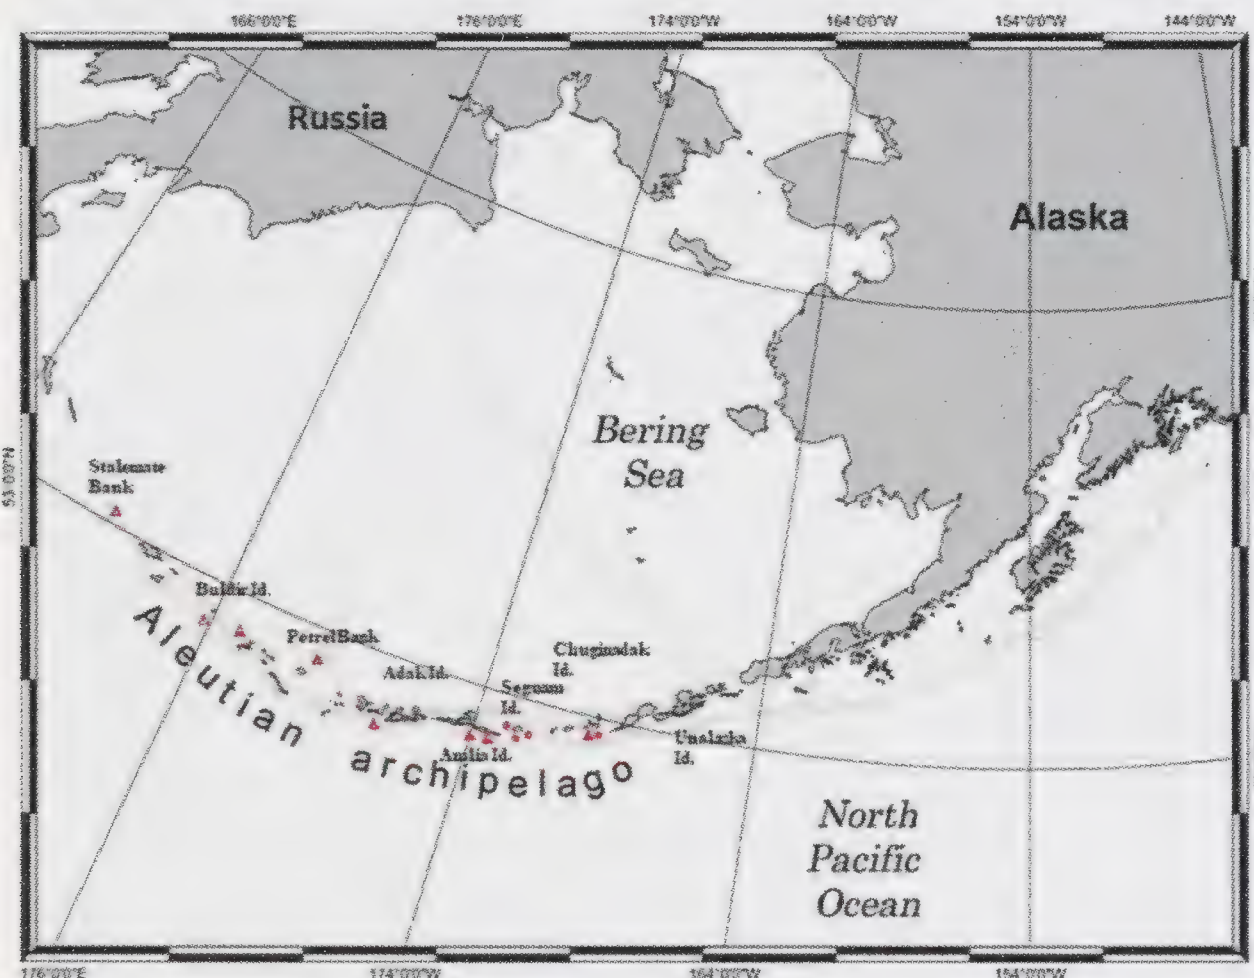 166°0'0"E 176°0'0"E 174°0'0"W 164°0'0"W 154°0'0"W 144°0'0"W
Russia
Alaska
Bering
Sea
53°0'0"N
Stalemate
Bank
Buldir Id.
Petrel Bank
Adak Id.
Chuginadak
Id.
Seguam
Id.
Amlia Id.
Unalaska
Id.
Aleutian archipelago
North
Pacific
Ocean
176°0'0"E 174°0'0"W 164°0'0"W 154°0'0"W